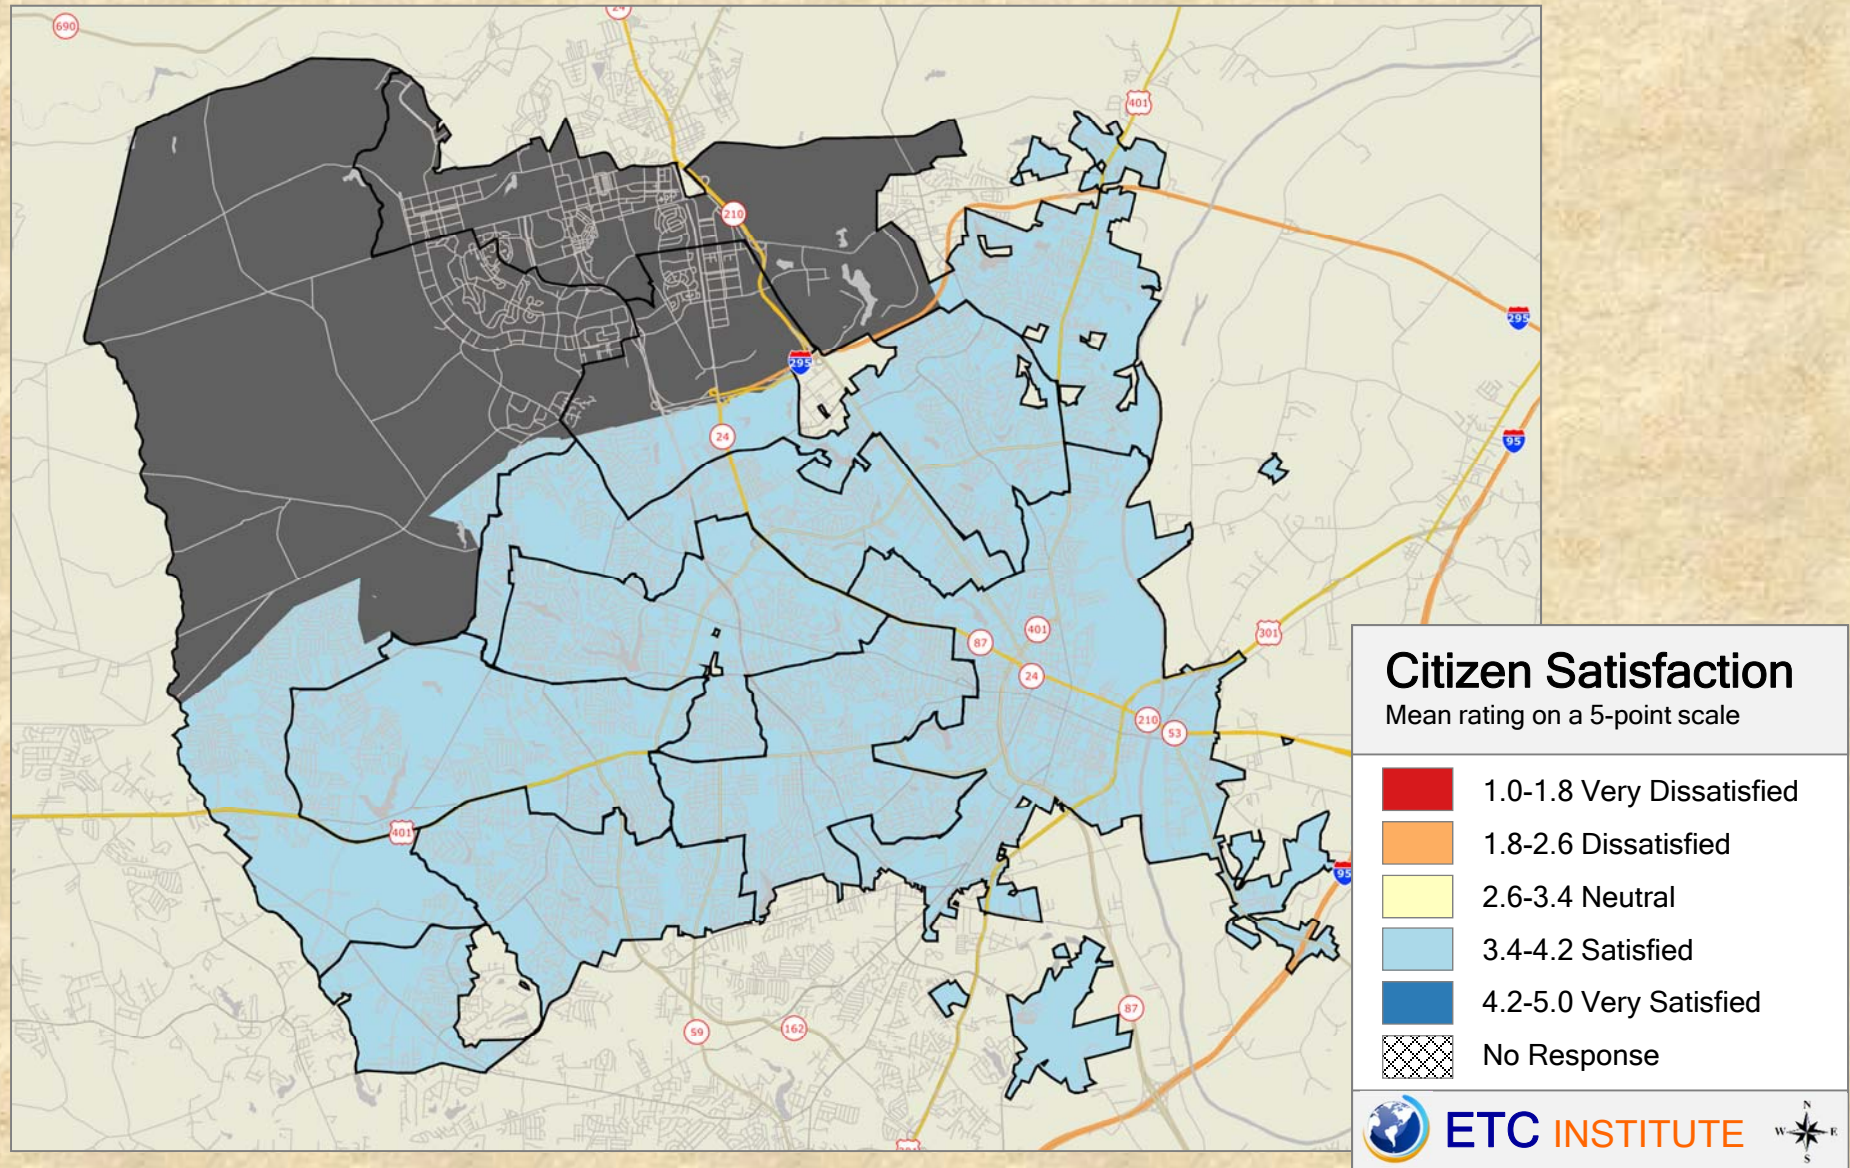 690
24
401
210
295
295
24
95
87
401
301
24
210
53
401
95
59
162
87
Citizen Satisfaction
Mean rating on a 5-point scale
1.0-1.8 Very Dissatisfied
1.8-2.6 Dissatisfied
2.6-3.4 Neutral
3.4-4.2 Satisfied
4.2-5.0 Very Satisfied
No Response
ETC INSTITUTE
N
W E
S